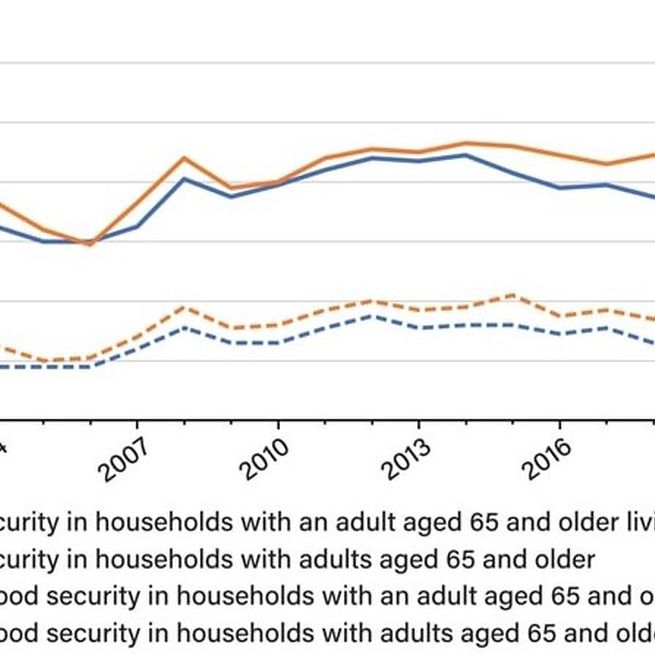 2007
2010
2013
2016
curity in households with an adult aged 65 and older livi
curity in households with adults aged 65 and older
ood security in households with an adult aged 65 and o
ood security in households with adults aged 65 and old